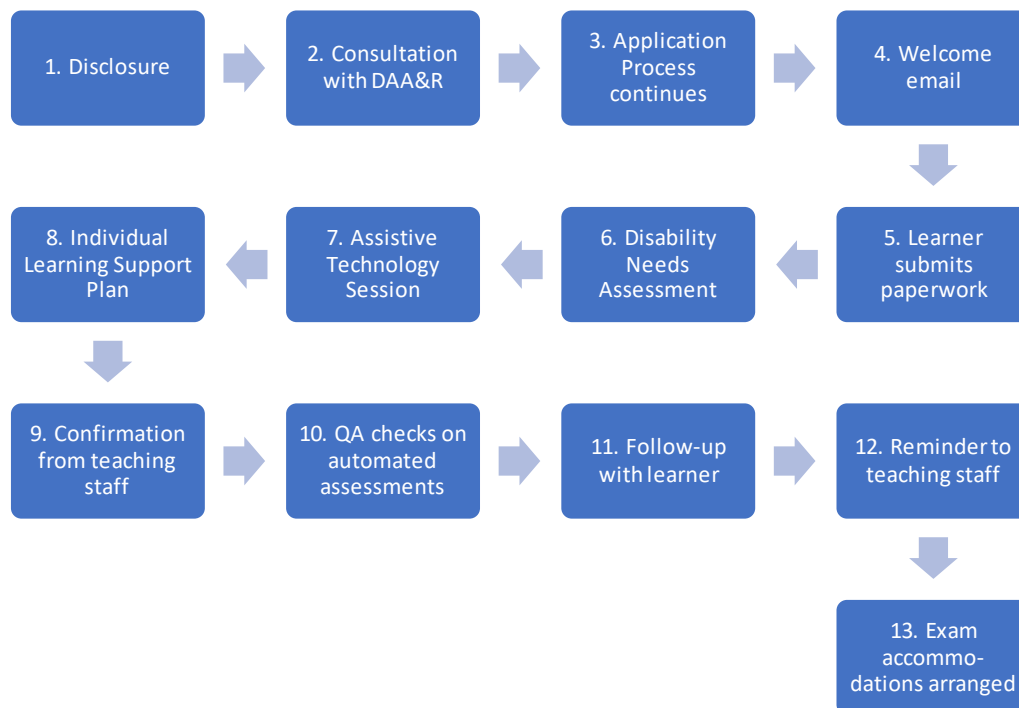 1. Disclosure
2. Consultation
with DAA&R
3. Application
Process
continues
4. Welcome
email
5. Learner
submits
paperwork
6. Disability
Needs
Assessment
7. Assistive
Technology
Session
8. Individual
Learning Support
Plan
9. Confirmation
from teaching
staff
10. QA checks on
automated
assessments
11. Follow-up
with learner
12. Reminder to
teaching staff
13. Exam
accommo-
dations arranged